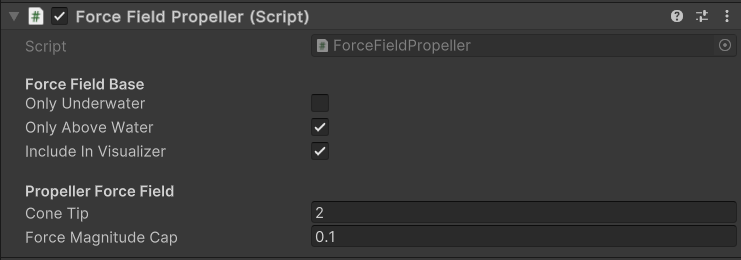 Force Field Propeller (Script)
Script ForceFieldPropeller
Force Field Base
Only Underwater
Only Above Water
Include In Visualizer
Propeller Force Field
Cone Tip 2
Force Magnitude Cap 0.1